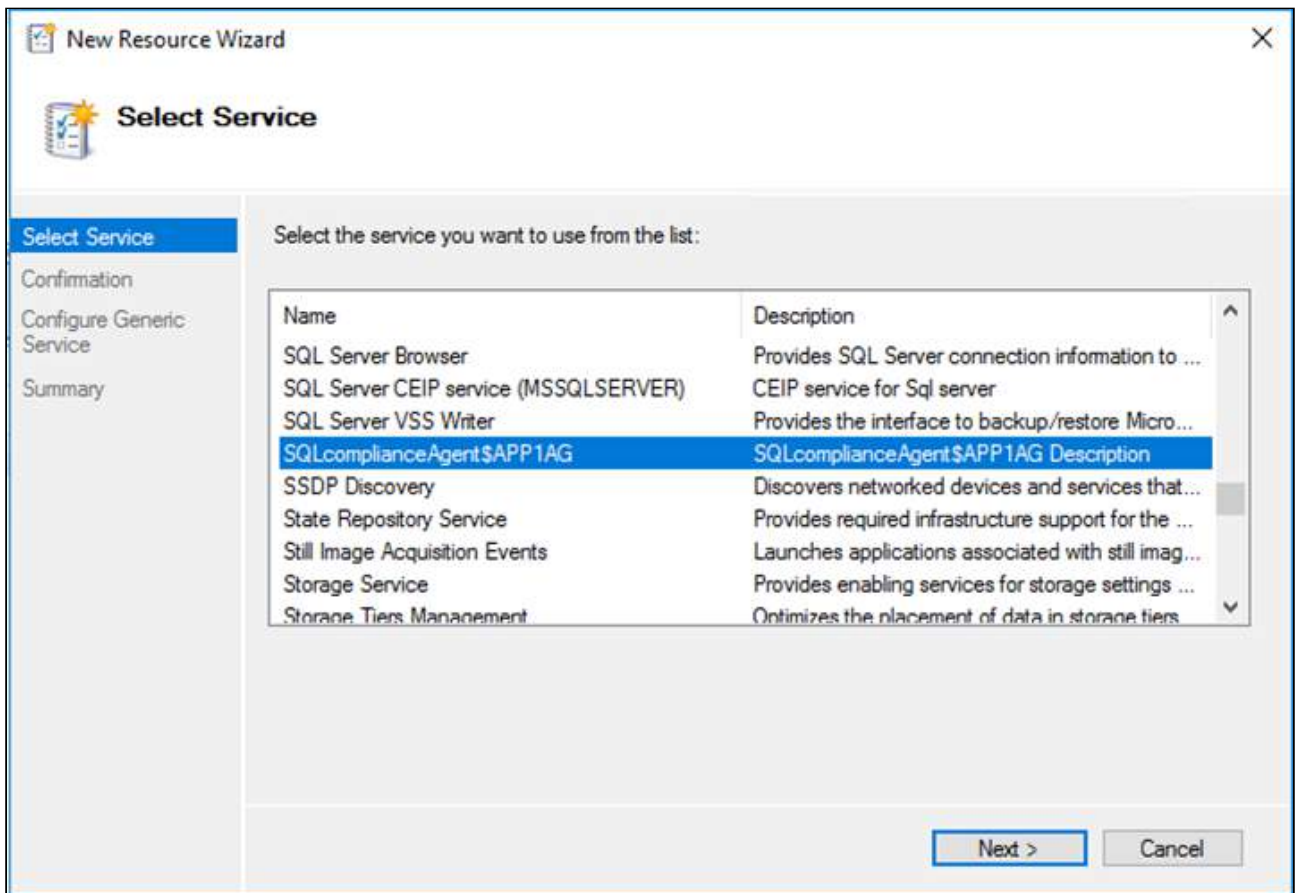 New Resource Wizard
Select Service
Select Service
Confirmation
Configure Generic
Service
Summary
Select the service you want to use from the list:
Name Description
SQL Server Browser Provides SQL Server connection information to ...
SQL Server CEIP service (MSSQLSERVER) CEIP service for Sql server
SQL Server VSS Writer Provides the interface to backup/restore Micro...
SQLcomplianceAgent$APP1AG SQLcomplianceAgent$APP1AG Description
SSDP Discovery Discovers networked devices and services that...
State Repository Service Provides required infrastructure support for the ...
Still Image Acquisition Events Launches applications associated with still imag...
Storage Service Provides enabling services for storage settings ...
Storage Tiers Management Optimizes the placement of data in storage tiers
Next > Cancel